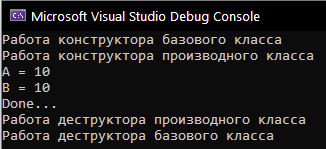 Microsoft Visual Studio Debug Console
Работа конструктора базового класса
Работа конструктора производного класса
A = 10
B = 10
Done...
Работа деструктора производного класса
Работа деструктора базового класса